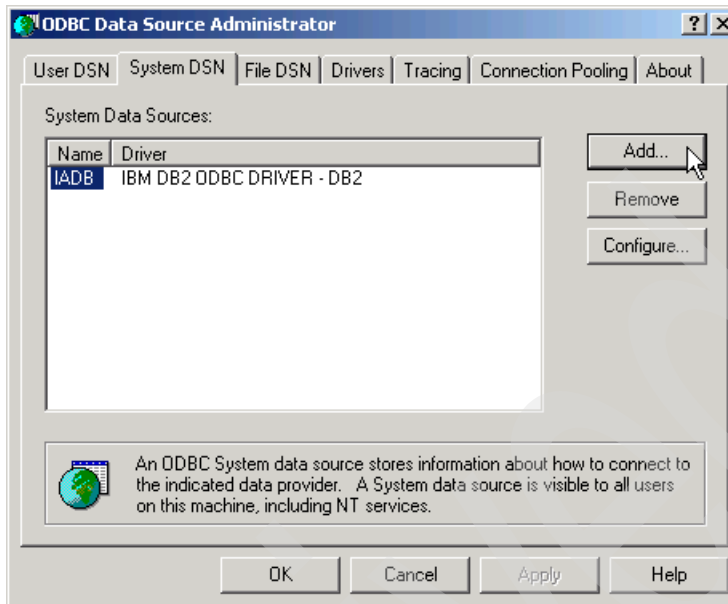 ODBC Data Source Administrator
User DSN System DSN File DSN Drivers Tracing Connection Pooling About
System Data Sources:
Name Driver
IADB IBM DB2 ODBC DRIVER - DB2
Add...
Remove
Configure...
An ODBC System data source stores information about how to connect to
the indicated data provider. A System data source is visible to all users
on this machine, including NT services.
OK Cancel Apply Help